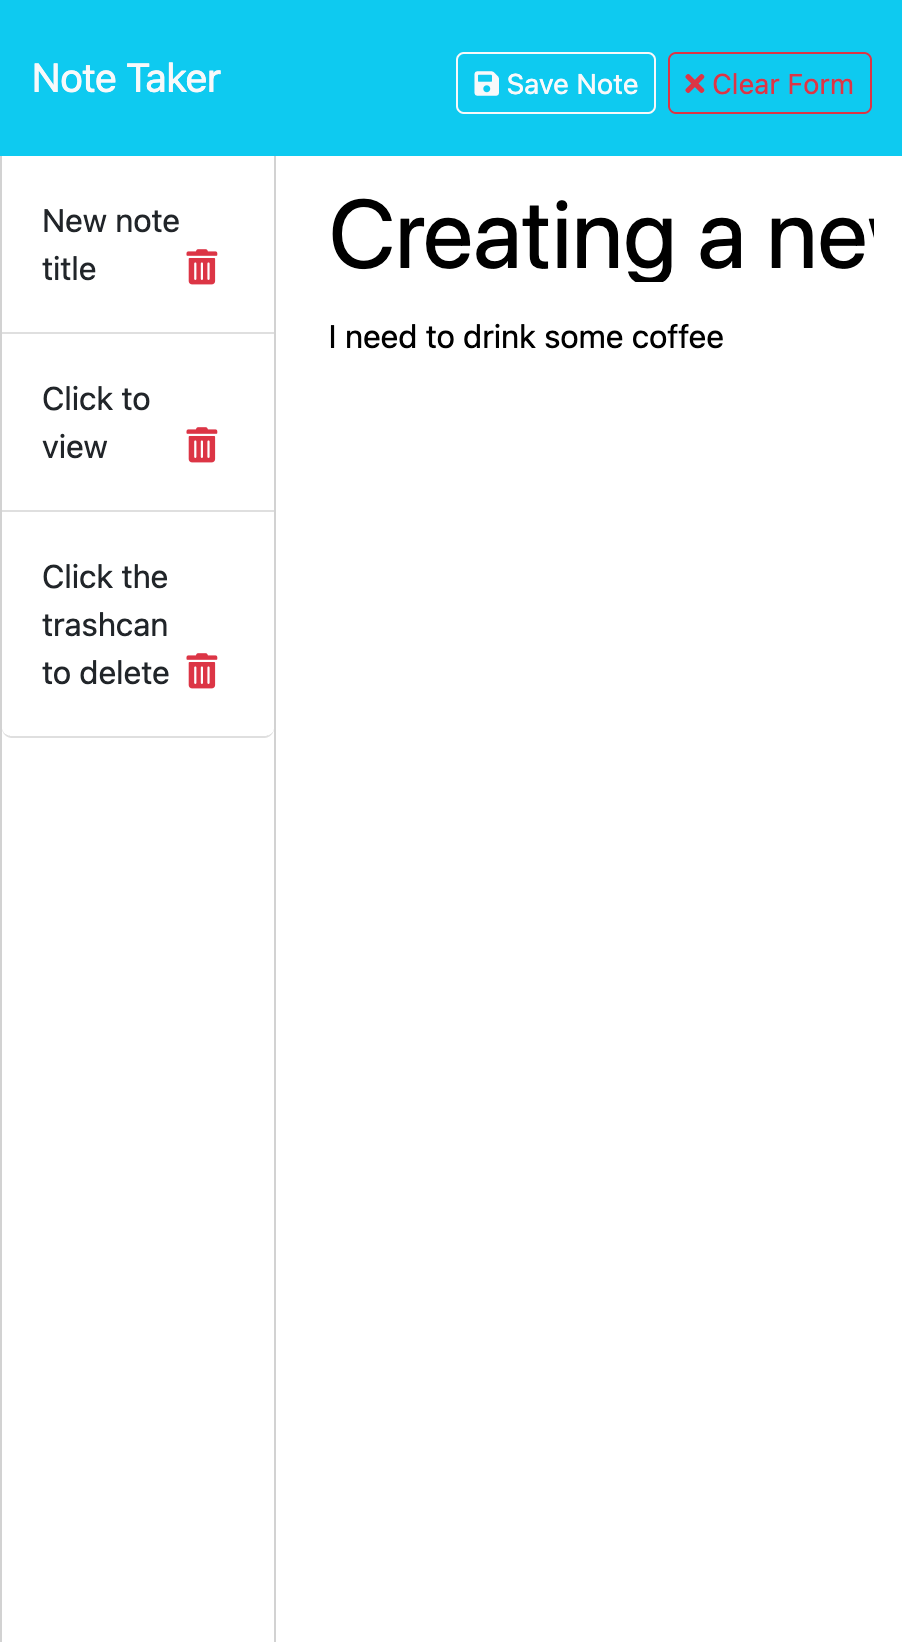 Note Taker
Save Note
Clear Form
New note
title
Click to
view
Click the
trashcan
to delete
Creating a
I need to drink some coffee